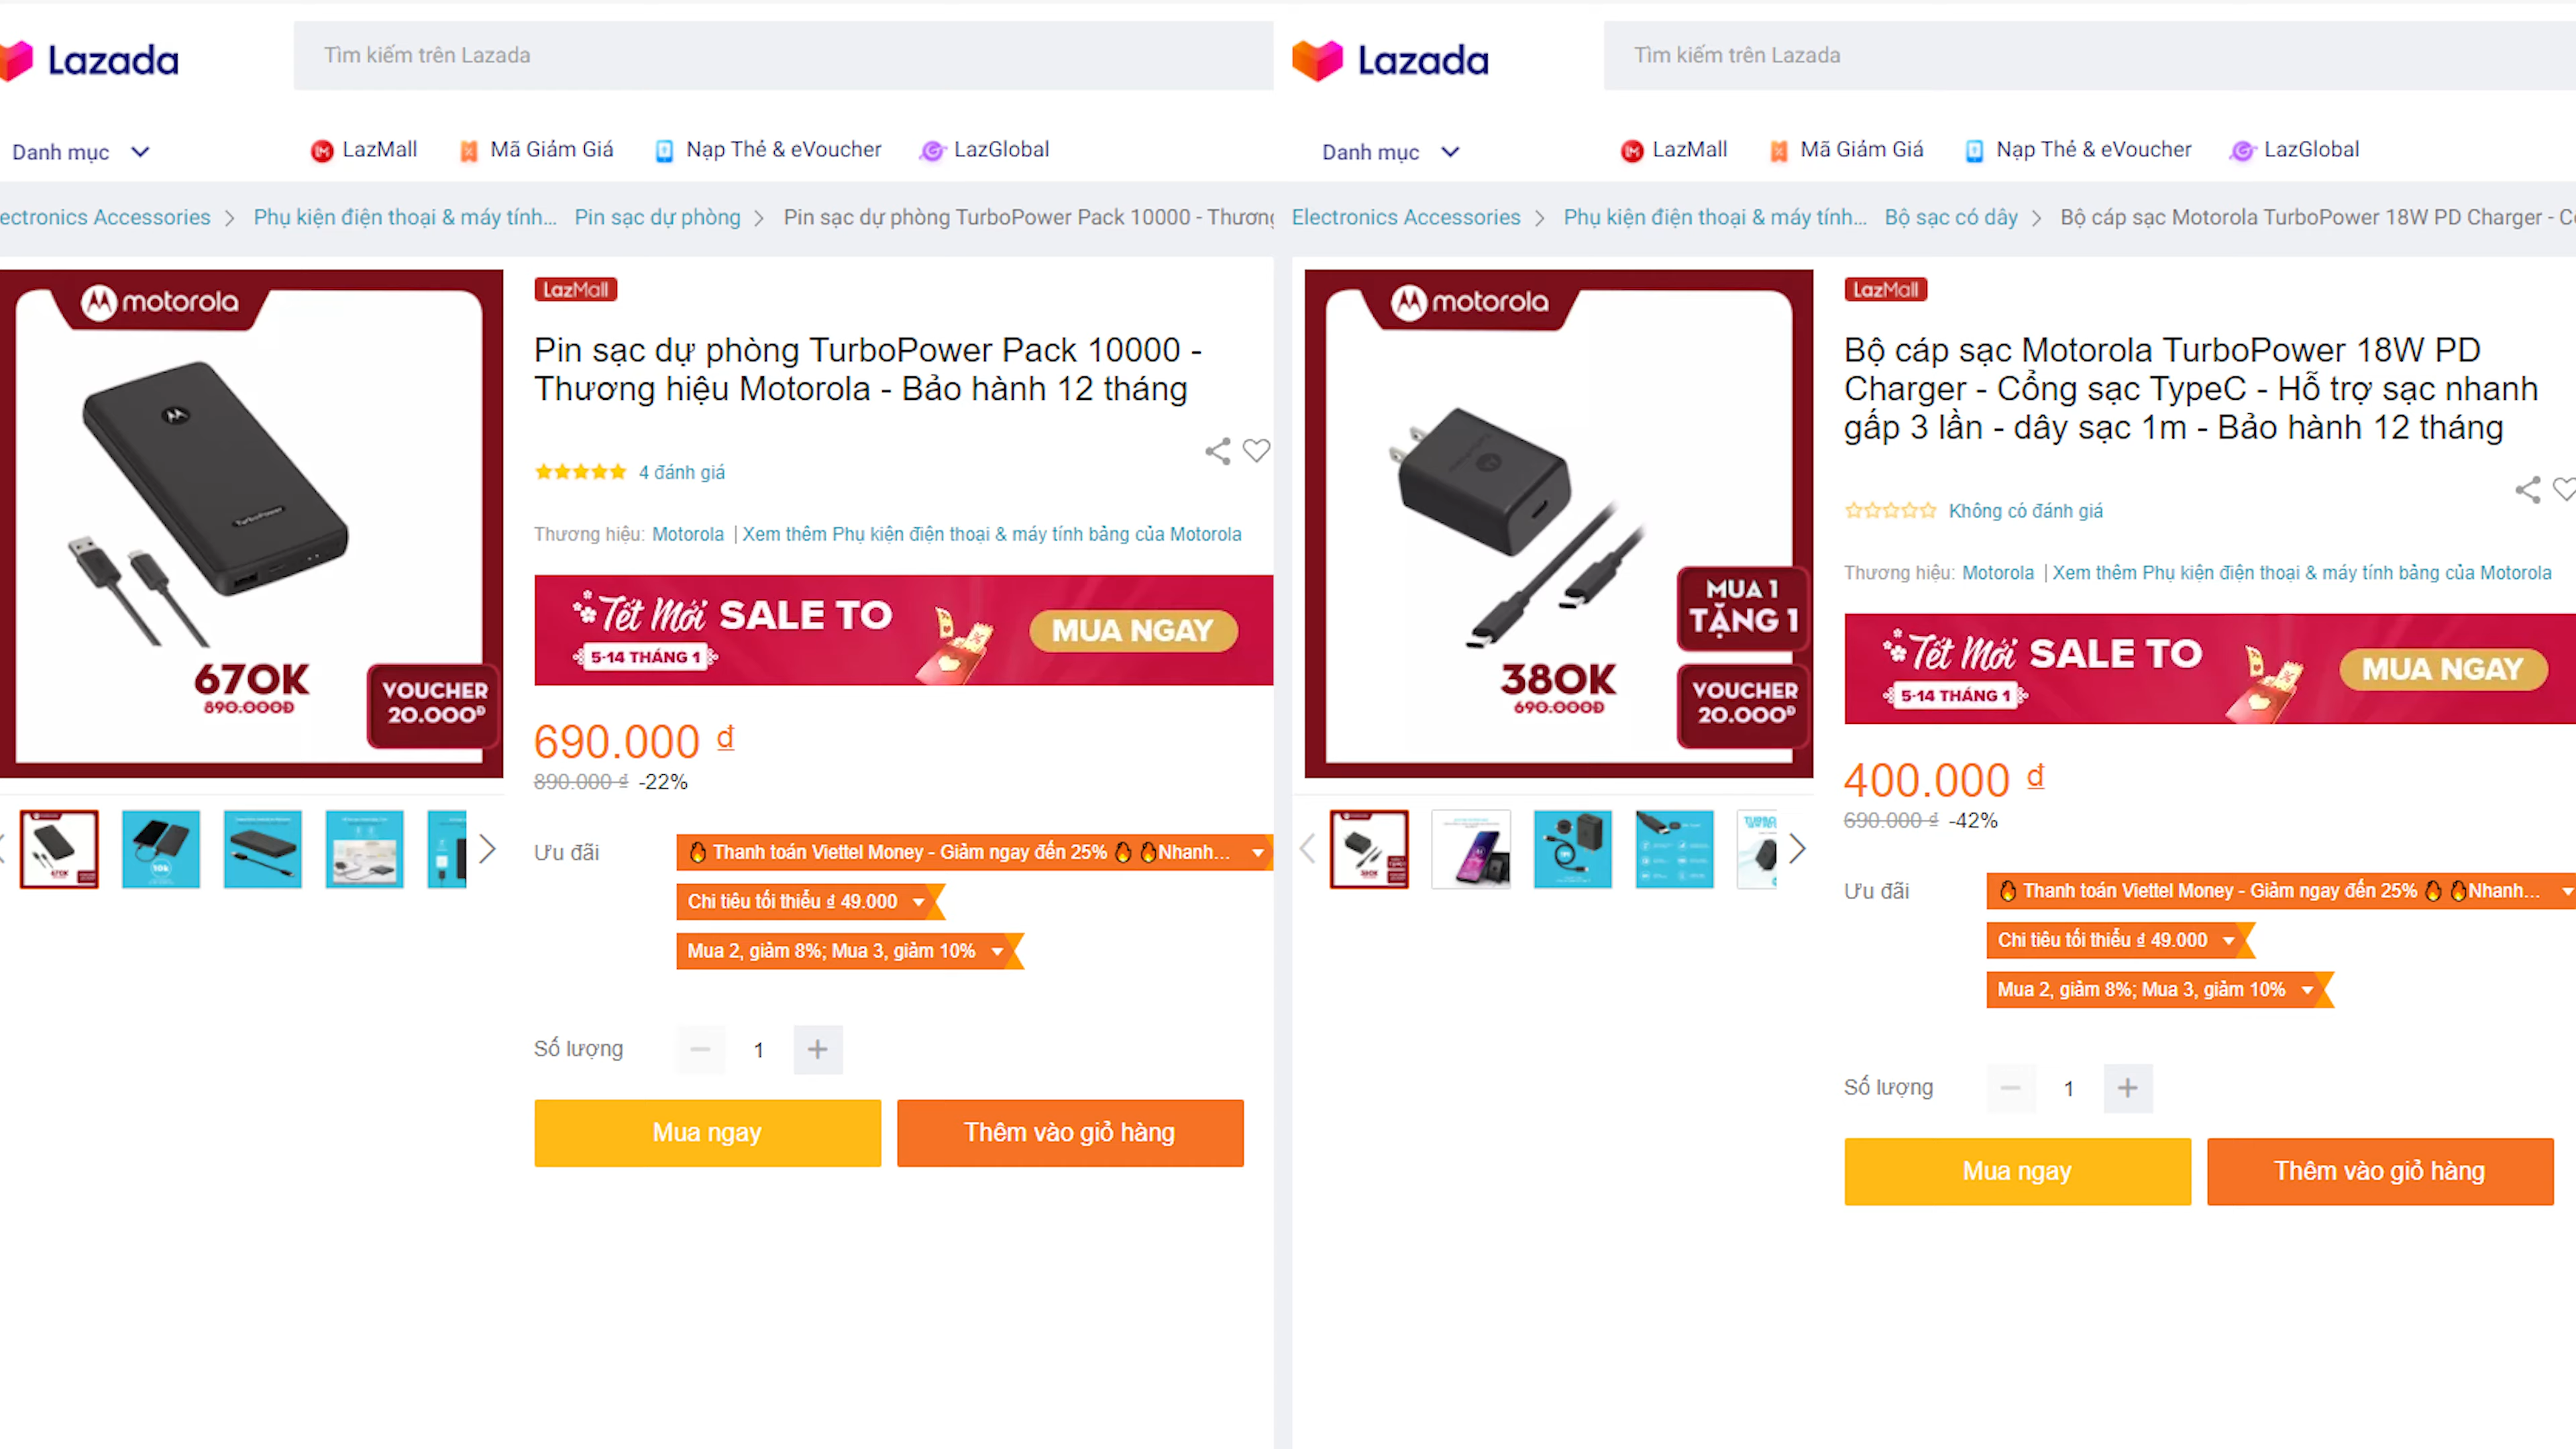 Lazada
Tìm kiếm trên Lazada
Danh mục
LazMall
Mã Giảm Giá
Nạp Thẻ & eVoucher
LazGlobal
ectronics Accessories > Phụ kiện điện thoại & máy tính... Pin sạc dự phòng > Pin sạc dự phòng TurboPower Pack 10000 - Thương
motorola
TurboPower
670K
890.000Đ
VOUCHER
20.000Đ
LazMall
Pin sạc dự phòng TurboPower Pack 10000 -
Thương hiệu Motorola - Bảo hành 12 tháng
4 đánh giá
Thương hiệu: Motorola | Xem thêm Phụ kiện điện thoại & máy tính bảng của Motorola
Tết Mới SALE TO
5-14 THÁNG 1
MUA NGAY
690.000 ₫
890.000 ₫ -22%
Ưu đãi
Thanh toán Viettel Money - Giảm ngay đến 25% Nhanh...
Chi tiêu tối thiểu ₫ 49.000
Mua 2, giảm 8%; Mua 3, giảm 10%
Số lượng
1
Mua ngay
Thêm vào giỏ hàng
Lazada
Tìm kiếm trên Lazada
Danh mục
LazMall
Mã Giảm Giá
Nạp Thẻ & eVoucher
LazGlobal
Electronics Accessories > Phụ kiện điện thoại & máy tính... Bộ sạc có dây > Bộ cáp sạc Motorola TurboPower 18W PD Charger - C
motorola
MUA 1
TẶNG 1
380K
690.000Đ
VOUCHER
20.000Đ
LazMall
Bộ cáp sạc Motorola TurboPower 18W PD
Charger - Cổng sạc TypeC - Hỗ trợ sạc nhanh
gấp 3 lần - dây sạc 1m - Bảo hành 12 tháng
Không có đánh giá
Thương hiệu: Motorola | Xem thêm Phụ kiện điện thoại & máy tính bảng của Motorola
Tết Mới SALE TO
5-14 THÁNG 1
MUA NGAY
400.000 ₫
690.000 ₫ -42%
Ưu đãi
Thanh toán Viettel Money - Giảm ngay đến 25% Nhanh...
Chi tiêu tối thiểu ₫ 49.000
Mua 2, giảm 8%; Mua 3, giảm 10%
Số lượng
1
Mua ngay
Thêm vào giỏ hàng